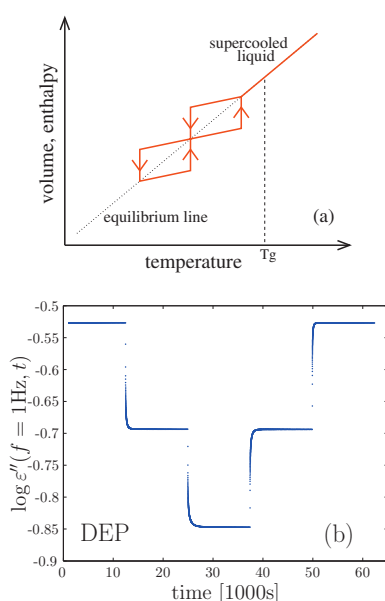 supercooled
liquid
volume, enthalpy
equilibrium line
(a)
Tg
temperature
-0.5
-0.55
-0.6
-0.65
-0.7
-0.75
-0.8
-0.85
-0.9
log ε″(f = 1Hz, t)
DEP
(b)
0 10 20 30 40 50 60
time [1000s]